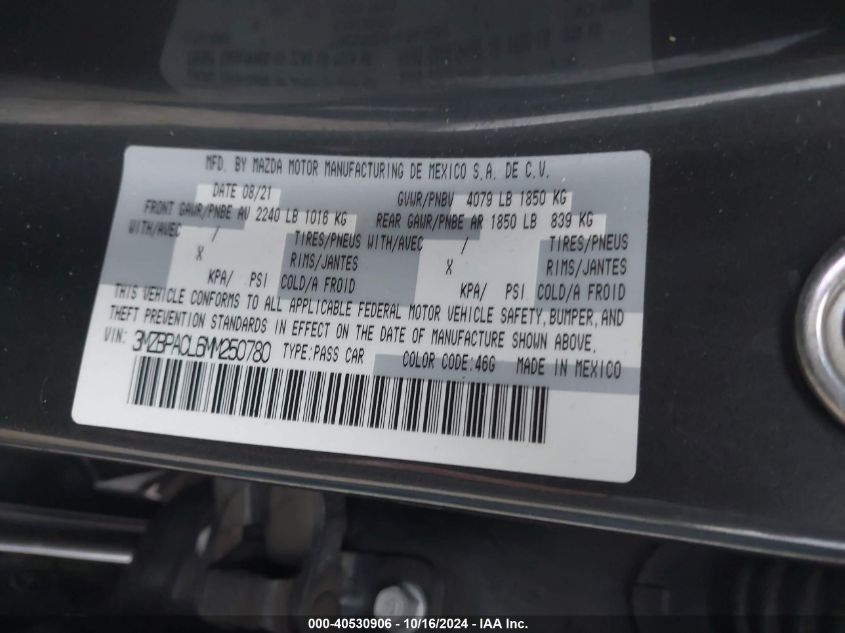 MFD. BY MAZDA MOTOR MANUFACTURING DE MEXICO S.A. DE C.V.
DATE 08/21 GVWR/PNBV 4079 LB 1850 KG
FRONT GAWR/PNBE AV 2240 LB 1016 KG REAR GAWR/PNBE AR 1850 LB 839 KG
WITH/AVEC / TIRES/PNEUS WITH/AVEC / TIRES/PNEUS
X RIMS/JANTES X RIMS/JANTES
KPA/ PSI COLD/A FROID KPA/ PSI COLD/A FROID
THIS VEHICLE CONFORMS TO ALL APPLICABLE FEDERAL MOTOR VEHICLE SAFETY, BUMPER, AND
THEFT PREVENTION STANDARDS IN EFFECT ON THE DATE OF MANUFACTURE SHOWN ABOVE.
VIN: 3MZBPACL6MM250780 TYPE:PASS CAR COLOR CODE:46G MADE IN MEXICO
000-40530906 - 10/16/2024 - IAA Inc.